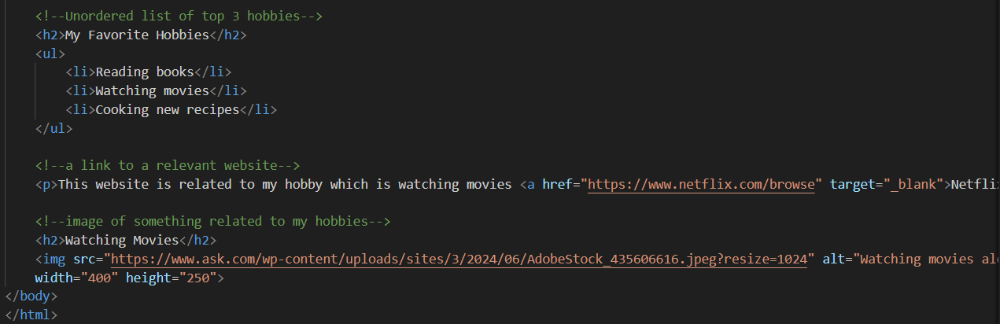 <!--Unordered list of top 3 hobbies-->
<h2>My Favorite Hobbies</h2>
<ul>
<li>Reading books</li>
<li>Watching movies</li>
<li>Cooking new recipes</li>
</ul>
<!--a link to a relevant website-->
<p>This website is related to my hobby which is watching movies <a href="https://www.netflix.com/browse" target="_blank">Netfli
<!--image of something related to my hobbies-->
<h2>Watching Movies</h2>
<img src="https://www.ask.com/wp-content/uploads/sites/3/2024/06/AdobeStock_435606616.jpeg?resize=1024" alt="Watching movies al
width="400" height="250">
</body>
</html>